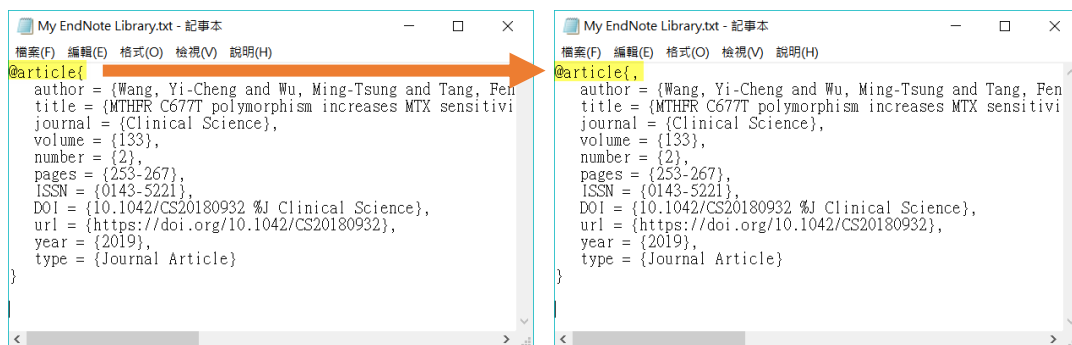 My EndNote Library.txt - 記事本
檔案(F) 編輯(E) 格式(O) 檢視(V) 說明(H)
@article{
author = {Wang, Yi-Cheng and Wu, Ming-Tsung and Tang, Fen
title = {MTHFR C677T polymorphism increases MTX sensitivi
journal = {Clinical Science},
volume = {133},
number = {2},
pages = {253-267},
ISSN = {0143-5221},
DOI = {10.1042/CS20180932 %J Clinical Science},
url = {https://doi.org/10.1042/CS20180932},
year = {2019},
type = {Journal Article}
}
My EndNote Library.txt - 記事本
檔案(F) 編輯(E) 格式(O) 檢視(V) 說明(H)
@article{,
author = {Wang, Yi-Cheng and Wu, Ming-Tsung and Tang, Fen
title = {MTHFR C677T polymorphism increases MTX sensitivi
journal = {Clinical Science},
volume = {133},
number = {2},
pages = {253-267},
ISSN = {0143-5221},
DOI = {10.1042/CS20180932 %J Clinical Science},
url = {https://doi.org/10.1042/CS20180932},
year = {2019},
type = {Journal Article}
}